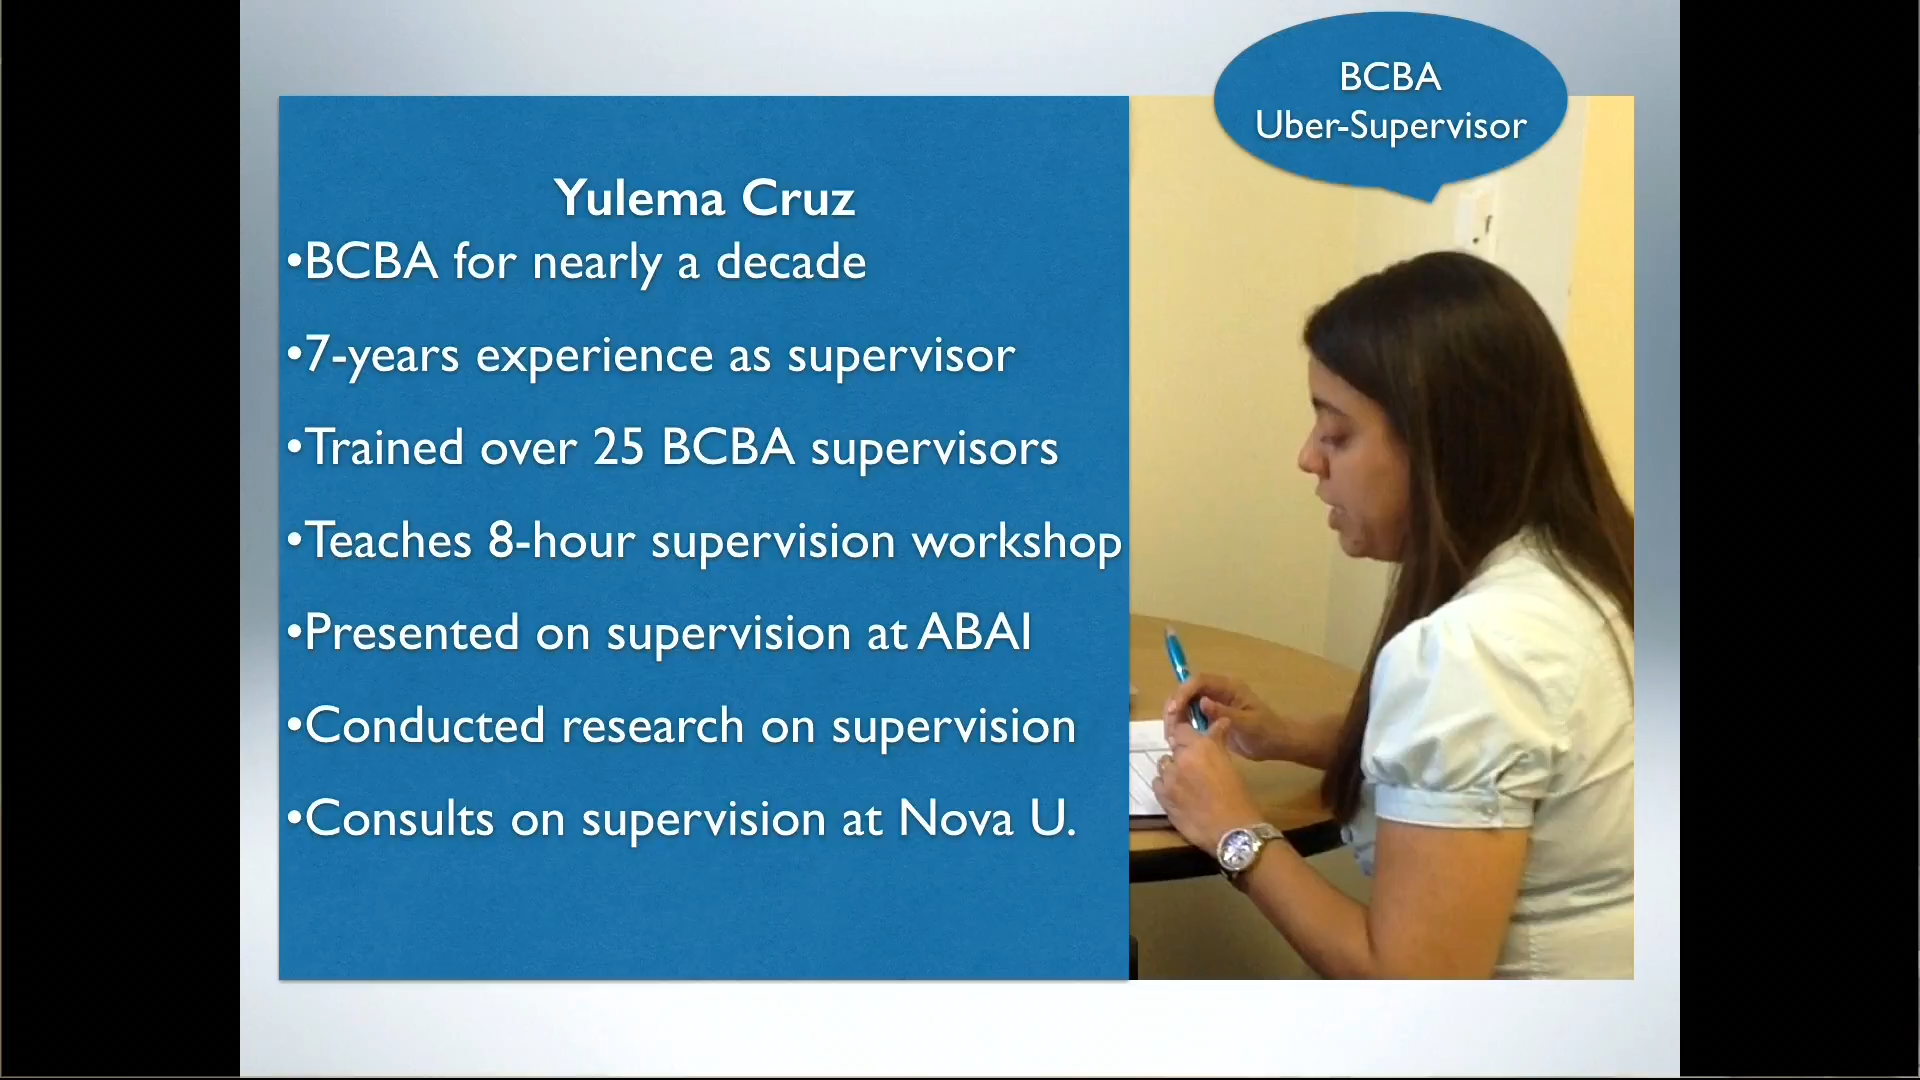 BCBA
Uber-Supervisor
Yulema Cruz
•BCBA for nearly a decade
•7-years experience as supervisor
•Trained over 25 BCBA supervisors
•Teaches 8-hour supervision workshop
•Presented on supervision at ABAI
•Conducted research on supervision
•Consults on supervision at Nova U.